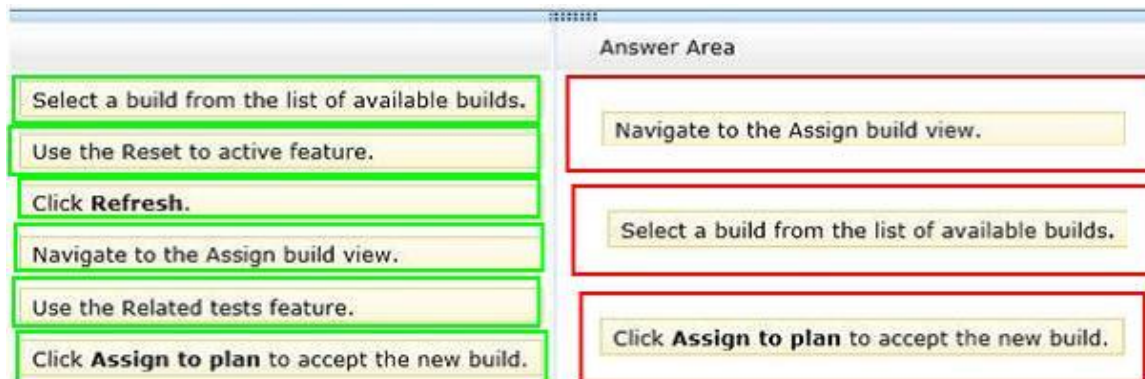 Answer Area
Select a build from the list of available builds.
Use the Reset to active feature.
Click Refresh.
Navigate to the Assign build view.
Use the Related tests feature.
Click Assign to plan to accept the new build.
Navigate to the Assign build view.
Select a build from the list of available builds.
Click Assign to plan to accept the new build.